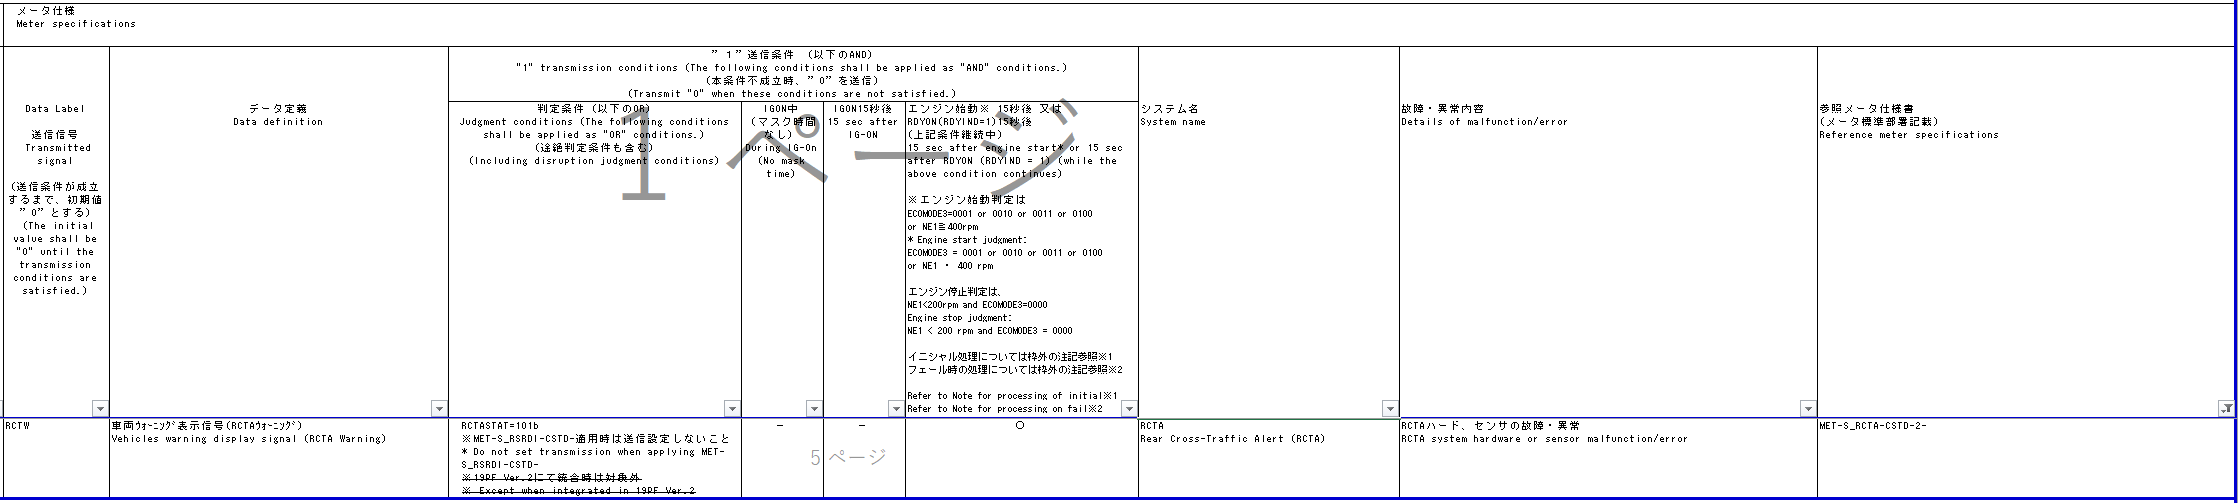 メータ仕様
Meter specifications
" 1 "送信条件 (以下のAND)
"1" transmission conditions (The following conditions shall be applied as "AND" conditions.)
(本条件不成立時、" 0" を送信)
(Transmit "0" when these conditions are not satisfied.)
Data Label
送信信号
Transmitted
signal
(送信条件が成立
するまで、初期値
" 0" とする)
(The initial
value shall be
"0" until the
transmission
conditions are
satisfied.)
データ定義
Data definition
判定条件 (以下のOR)
Judgment conditions (The following conditions
shall be applied as "OR" conditions.)
(途絶判定条件も含む)
(Including disruption judgment conditions)
IGON中
(マスク時間
なし)
During IG-On
(No mask
time)
IGON15秒後
15 sec after
IG-ON
エンジン始動※ 15秒後 又は
RDYON(RDYIND=1)15秒後
(上記条件継続中)
15 sec after engine start* or 15 sec
after RDYON (RDYIND = 1) (while the
above condition continues)
※エンジン始動判定は
ECOMODE3=0001 or 0010 or 0011 or 0100
or NE1≧400rpm
* Engine start judgment:
ECOMODE3 = 0001 or 0010 or 0011 or 0100
or NE1 ・ 400 rpm
エンジン停止判定は、
NE1<200rpm and ECOMODE3=0000
Engine stop judgment:
NE1 < 200 rpm and ECOMODE3 = 0000
イニシャル処理については枠外の注記参照※1
フェール時の処理については枠外の注記参照※2
Refer to Note for processing of initial※1
Refer to Note for processing on fail※2
システム名
System name
故障・異常内容
Details of malfunction/error
参照メータ仕様書
(メータ標準部署記載)
Reference meter specifications
1 ページ
RCTW
車両ｳｫｰﾆﾝｸﾞ表示信号(RCTAｳｫｰﾆﾝｸﾞ)
Vehicles warning display signal (RCTA Warning)
RCTASTAT=101b
※MET-S_RSRDI-CSTD-適用時は送信設定しないこと
* Do not set transmission when applying MET-
S_RSRDI-CSTD-
※19PF Ver.2にて統合時は対象外
※ Except when integrated in 19PF Ver.2
－
－
○
RCTA
Rear Cross-Traffic Alert (RCTA)
RCTAハード、センサの故障・異常
RCTA system hardware or sensor malfunction/error
MET-S_RCTA-CSTD-2-
5 ページ